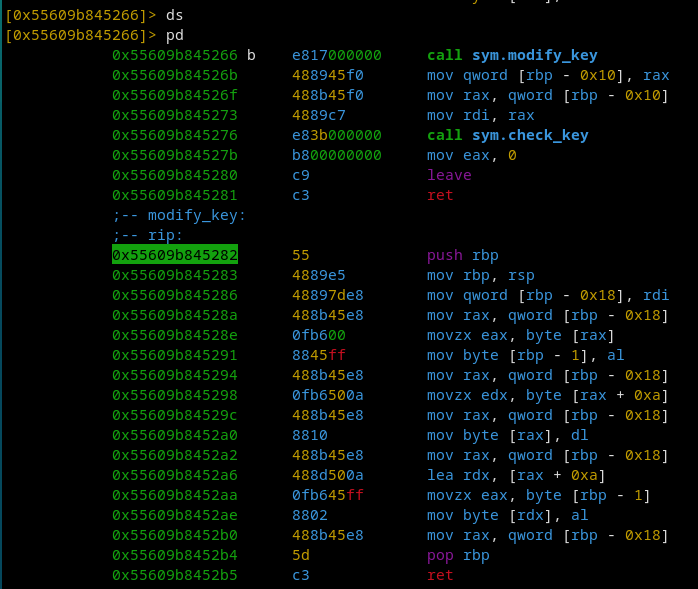 [0x55609b845266]> ds
[0x55609b845266]> pd
0x55609b845266 b e817000000 call sym.modify_key
0x55609b84526b 488945f0 mov qword [rbp - 0x10], rax
0x55609b84526f 488b45f0 mov rax, qword [rbp - 0x10]
0x55609b845273 4889c7 mov rdi, rax
0x55609b845276 e83b000000 call sym.check_key
0x55609b84527b b800000000 mov eax, 0
0x55609b845280 c9 leave
0x55609b845281 c3 ret
;-- modify_key:
;-- rip:
0x55609b845282 55 push rbp
0x55609b845283 4889e5 mov rbp, rsp
0x55609b845286 48897de8 mov qword [rbp - 0x18], rdi
0x55609b84528a 488b45e8 mov rax, qword [rbp - 0x18]
0x55609b84528e 0fb600 movzx eax, byte [rax]
0x55609b845291 8845ff mov byte [rbp - 1], al
0x55609b845294 488b45e8 mov rax, qword [rbp - 0x18]
0x55609b845298 0fb6500a movzx edx, byte [rax + 0xa]
0x55609b84529c 488b45e8 mov rax, qword [rbp - 0x18]
0x55609b8452a0 8810 mov byte [rax], dl
0x55609b8452a2 488b45e8 mov rax, qword [rbp - 0x18]
0x55609b8452a6 488d500a lea rdx, [rax + 0xa]
0x55609b8452aa 0fb645ff movzx eax, byte [rbp - 1]
0x55609b8452ae 8802 mov byte [rdx], al
0x55609b8452b0 488b45e8 mov rax, qword [rbp - 0x18]
0x55609b8452b4 5d pop rbp
0x55609b8452b5 c3 ret